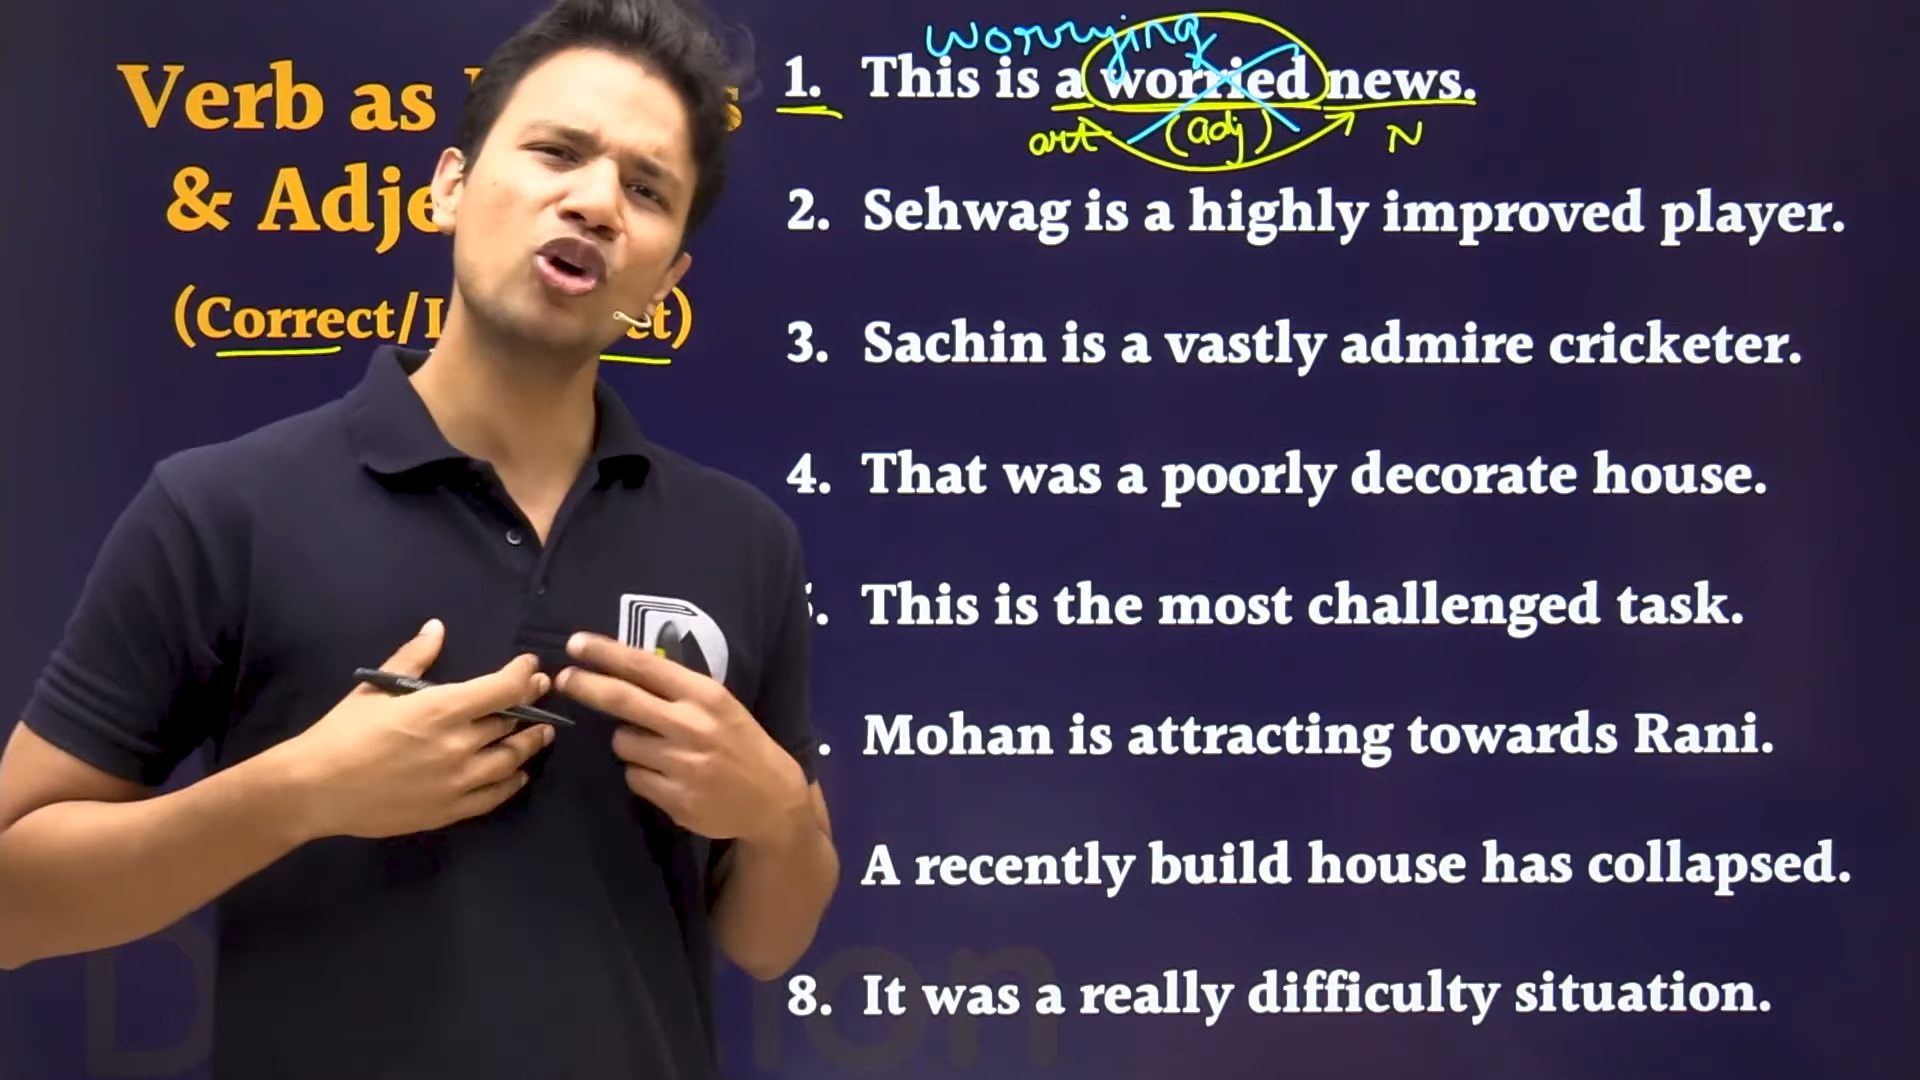 Verb as
& Adje
(Correct/I et)
worrying
1. This is a worried news.
art (adj) N
2. Sehwag is a highly improved player.
3. Sachin is a vastly admire cricketer.
4. That was a poorly decorate house.
. This is the most challenged task.
. Mohan is attracting towards Rani.
A recently build house has collapsed.
8. It was a really difficulty situation.